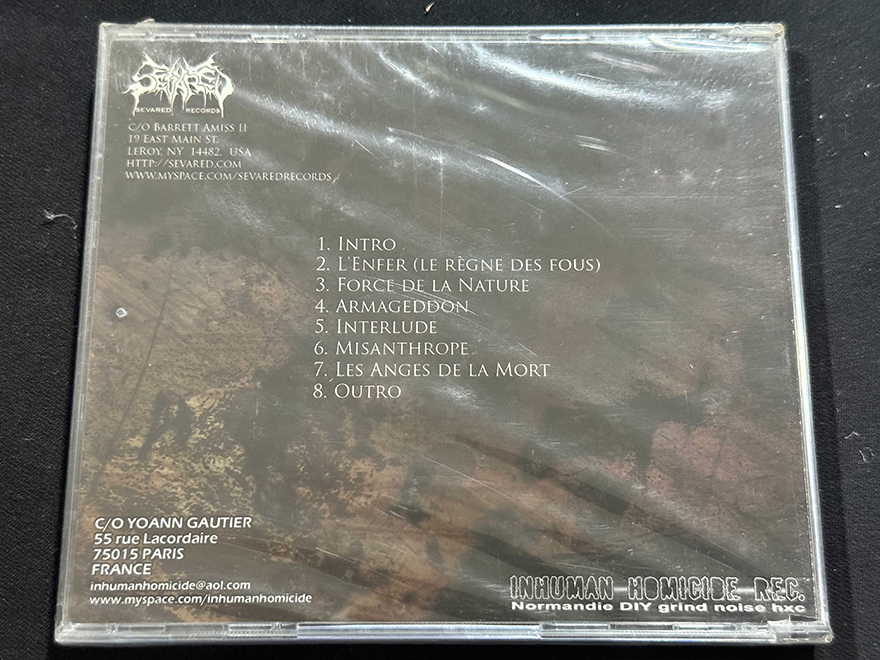 SEVARED
SEVARED RECORDS
C/O BARRETT AMISS II
19 EAST MAIN ST.
LEROY, NY 14482, USA
HTTP://SEVARED.COM
WWW.MYSPACE.COM/SEVAREDRECORDS
1. INTRO
2. L'ENFER (LE RÈGNE DES FOUS)
3. FORCE DE LA NATURE
4. ARMAGEDDON
5. INTERLUDE
6. MISANTHROPE
7. LES ANGES DE LA MORT
8. OUTRO
C/O YOANN GAUTIER
55 rue Lacordaire
75015 PARIS
FRANCE
inhumanhomicide@aol.com
www.myspace.com/inhumanhomicide
INHUMAN HOMICIDE REC.
Normandie DIY grind noise hxc